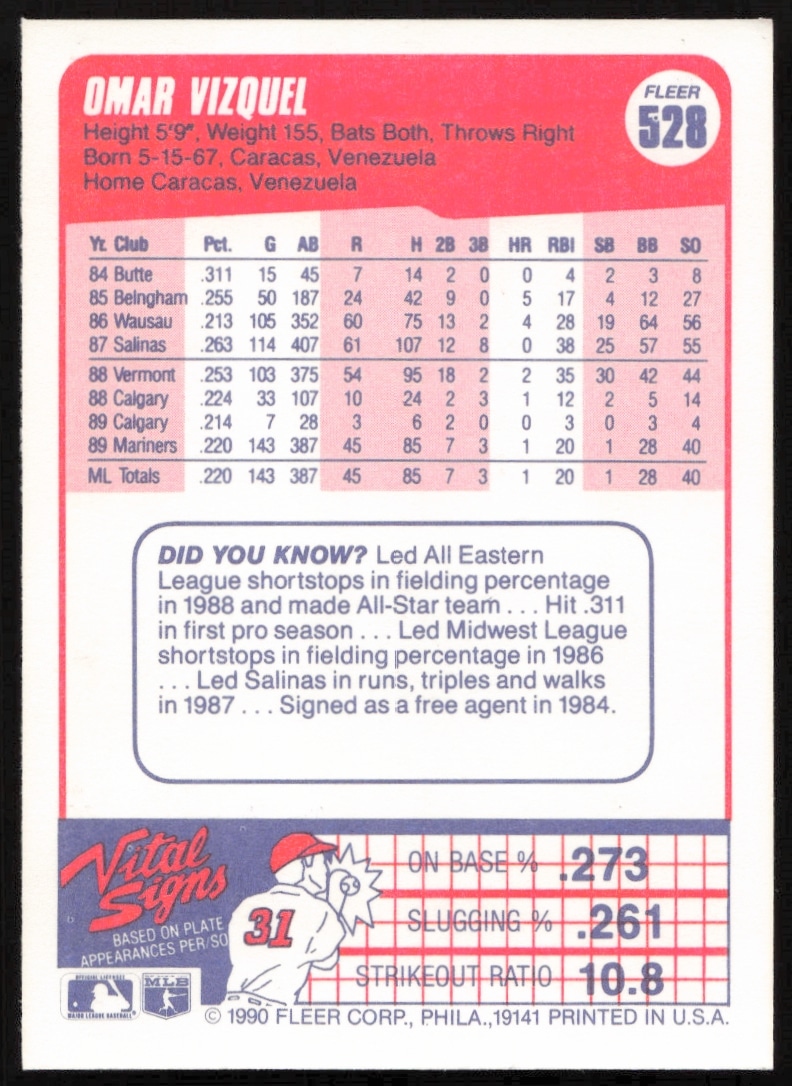 OMAR VIZQUEL
FLEER
528
Height 5'9", Weight 155, Bats Both, Throws Right
Born 5-15-67, Caracas, Venezuela
Home Caracas, Venezuela
Yr. Club Pct. G AB R H 2B 3B HR RBI SB BB SO
84 Butte .311 15 45 7 14 2 0 0 4 2 3 8
85 Belngham .255 50 187 24 42 9 0 5 17 4 12 27
86 Wausau .213 105 352 60 75 13 2 4 28 19 64 56
87 Salinas .263 114 407 61 107 12 8 0 38 25 57 55
88 Vermont .253 103 375 54 95 18 2 2 35 30 42 44
88 Calgary .224 33 107 10 24 2 3 1 12 2 5 14
89 Calgary .214 7 28 3 6 2 0 0 3 0 3 4
89 Mariners .220 143 387 45 85 7 3 1 20 1 28 40
ML Totals .220 143 387 45 85 7 3 1 20 1 28 40
DID YOU KNOW? Led All Eastern
League shortstops in fielding percentage
in 1988 and made All-Star team . . . Hit .311
in first pro season . . . Led Midwest League
shortstops in fielding percentage in 1986
. . . Led Salinas in runs, triples and walks
in 1987 . . . Signed as a free agent in 1984.
Vital
Signs
BASED ON PLATE
APPEARANCES PER/SO
31
ON BASE % .273
SLUGGING % .261
STRIKEOUT RATIO 10.8
OFFICIAL LICENSEE
MAJOR LEAGUE BASEBALL
MLB
© 1990 FLEER CORP., PHILA., 19141 PRINTED IN U.S.A.